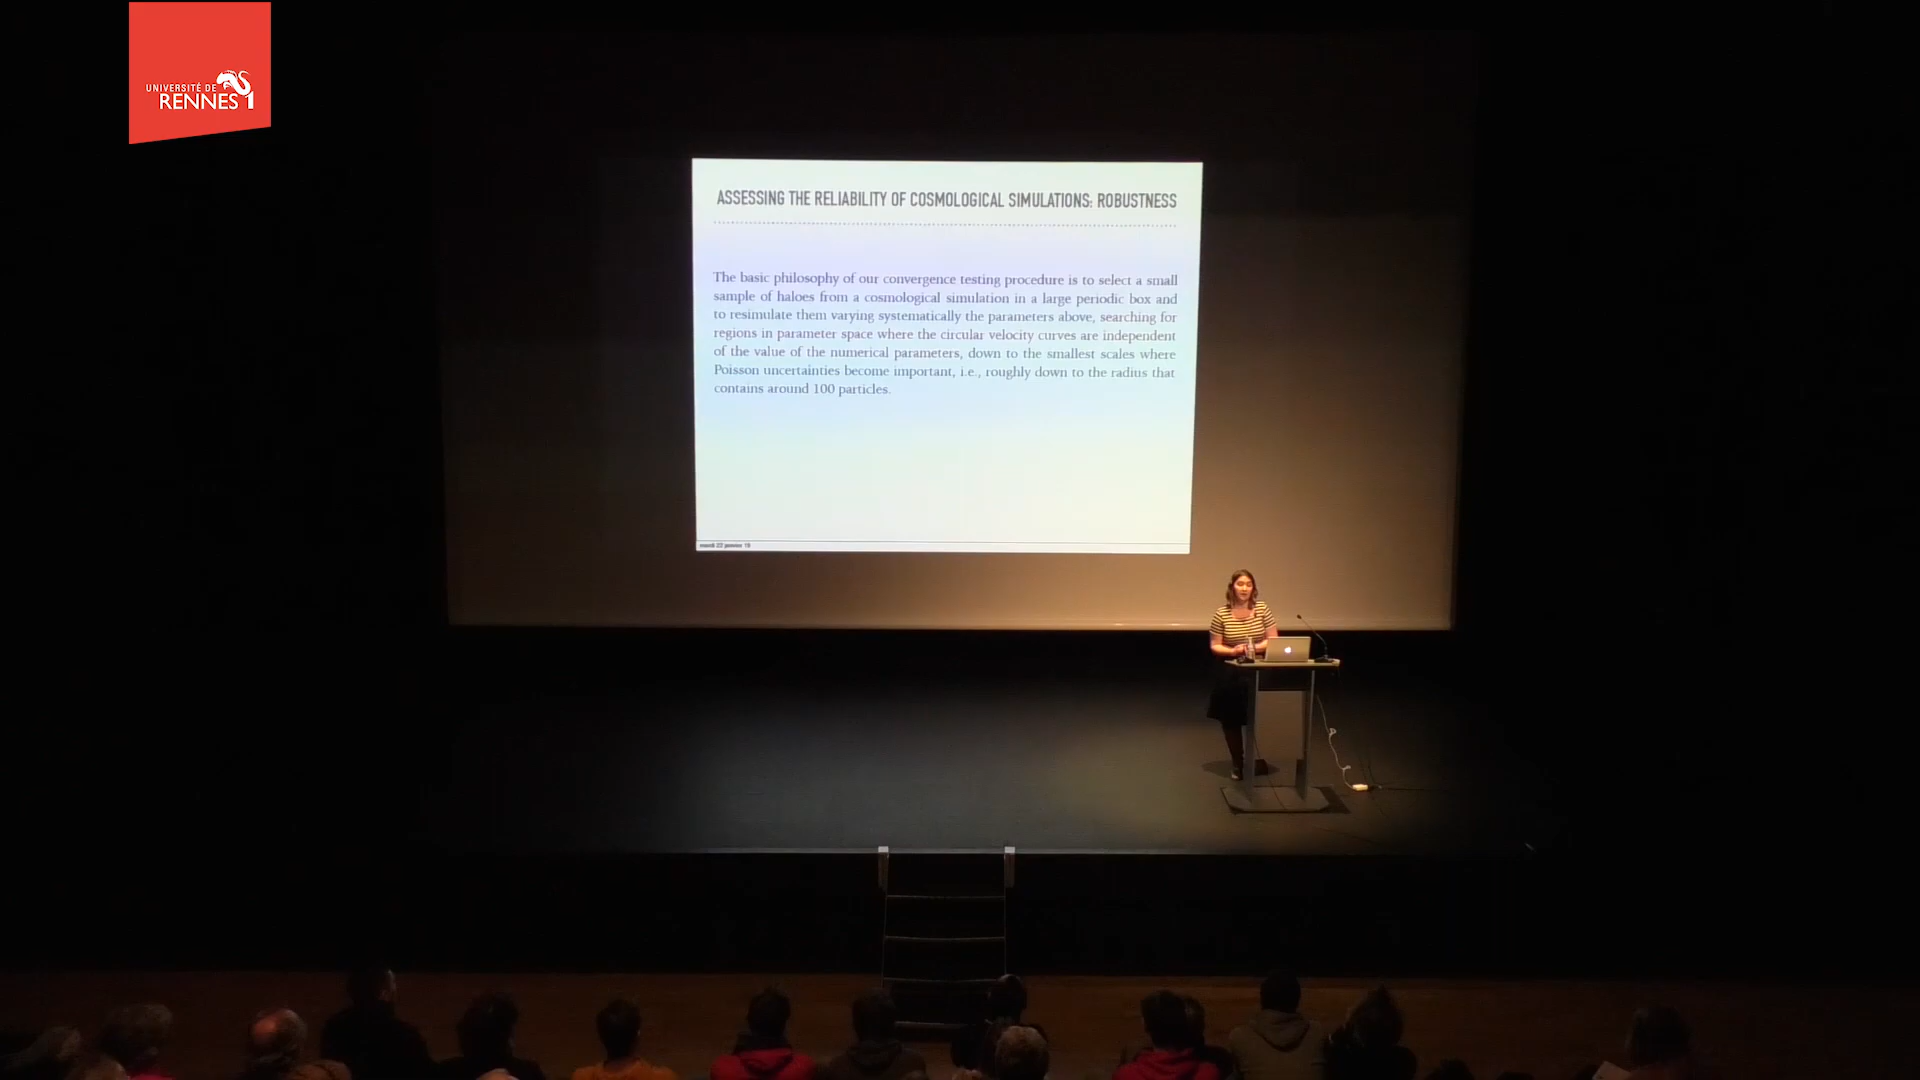 UNIVERSITÉ DE
RENNES 1
ASSESSING THE RELIABILITY OF COSMOLOGICAL SIMULATIONS: ROBUSTNESS
The basic philosophy of our convergence testing procedure is to select a small
sample of haloes from a cosmological simulation in a large periodic box and
to resimulate them varying systematically the parameters above, searching for
regions in parameter space where the circular velocity curves are independent
of the value of the numerical parameters, down to the smallest scales where
Poisson uncertainties become important, i.e., roughly down to the radius that
contains around 100 particles.
mardi 22 janvier 19